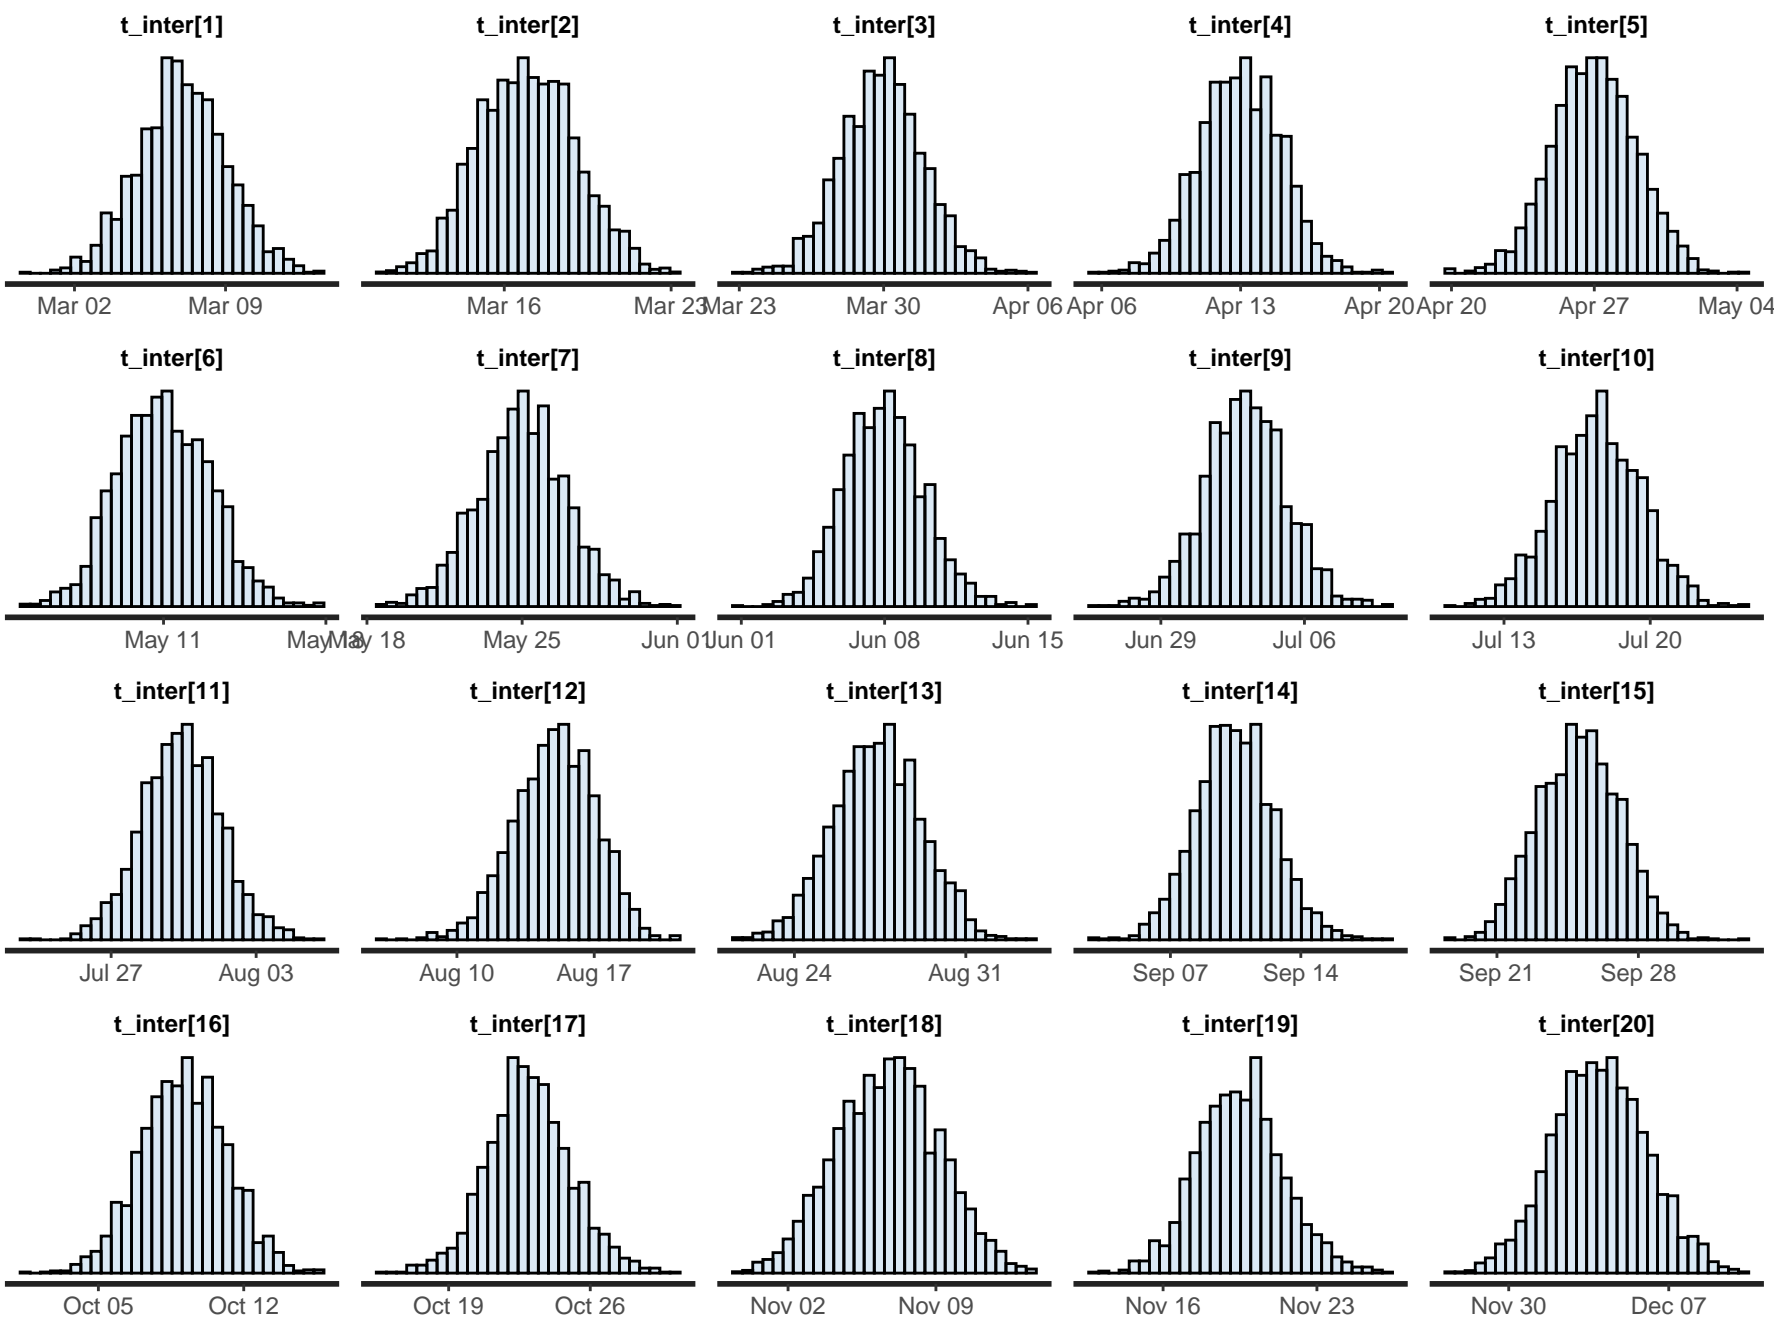 t_inter[1] t_inter[2] t_inter[3] t_inter[4] t_inter[5]
Mar 02 Mar 09 Mar 16 Mar 23 Mar 23 Mar 30 Apr 06 Apr 06 Apr 13 Apr 20 Apr 20 Apr 27 May 04
t_inter[6] t_inter[7] t_inter[8] t_inter[9] t_inter[10]
May 11 May 18 May 18 May 25 Jun 01 Jun 01 Jun 08 Jun 15 Jun 29 Jul 06 Jul 13 Jul 20
t_inter[11] t_inter[12] t_inter[13] t_inter[14] t_inter[15]
Jul 27 Aug 03 Aug 10 Aug 17 Aug 24 Aug 31 Sep 07 Sep 14 Sep 21 Sep 28
t_inter[16] t_inter[17] t_inter[18] t_inter[19] t_inter[20]
Oct 05 Oct 12 Oct 19 Oct 26 Nov 02 Nov 09 Nov 16 Nov 23 Nov 30 Dec 07